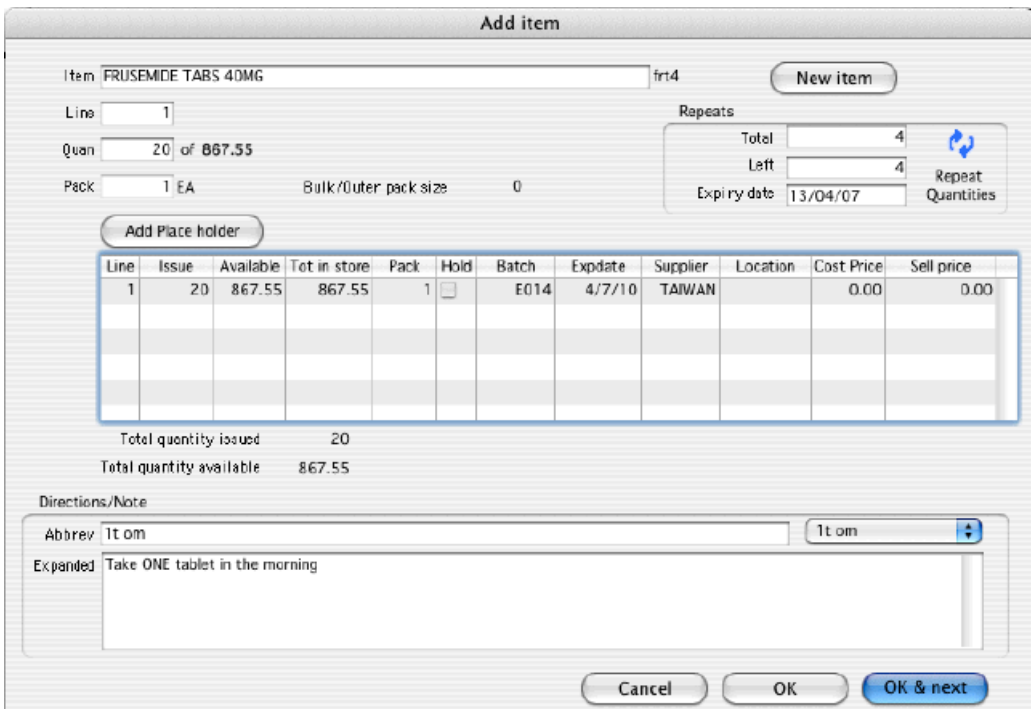 Add item
Item FRUSEMIDE TABS 40MG frt4 New item
Line 1 Repeats
Total 4
Quan 20 of 867.55
Left 4
Pack 1 EA Bulk/Outer pack size 0
Repeat
Expiry date 13/04/07 Quantities
Add Place holder
Line Issue Available Tot in store Pack Hold Batch Expdate Supplier Location Cost Price Sell price
1 20 867.55 867.55 1 E014 4/7/10 TAIWAN 0.00 0.00
Total quantity issued 20
Total quantity available 867.55
Directions/Note
Abbrev 1t om 1t om
Expanded Take ONE tablet in the morning
Cancel OK OK & next